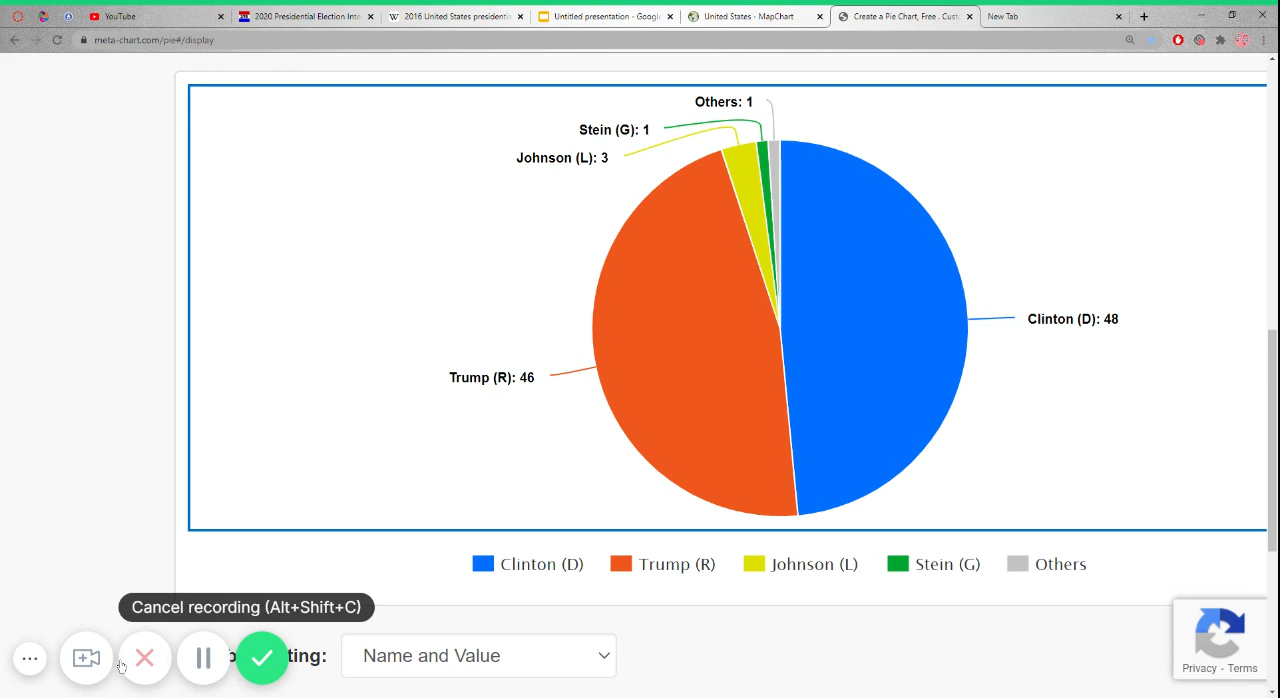 YouTube
2020 Presidential Election Inte
2016 United States presidentia
Untitled presentation - Google
United States - MapChart
Create a Pie Chart, Free . Cust
New Tab
meta-chart.com/pie#/display
Others: 1
Stein (G): 1
Johnson (L): 3
Clinton (D): 48
Trump (R): 46
Clinton (D) Trump (R) Johnson (L) Stein (G) Others
Cancel recording (Alt+Shift+C)
ting:
Name and Value
Privacy - Terms